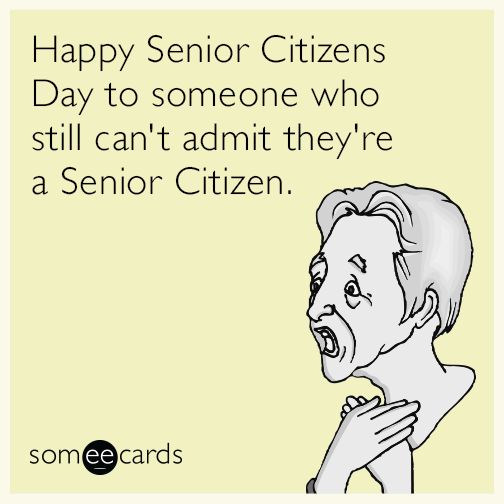 Happy Senior Citizens
Day to someone who
still can't admit they're
a Senior Citizen.
someecards